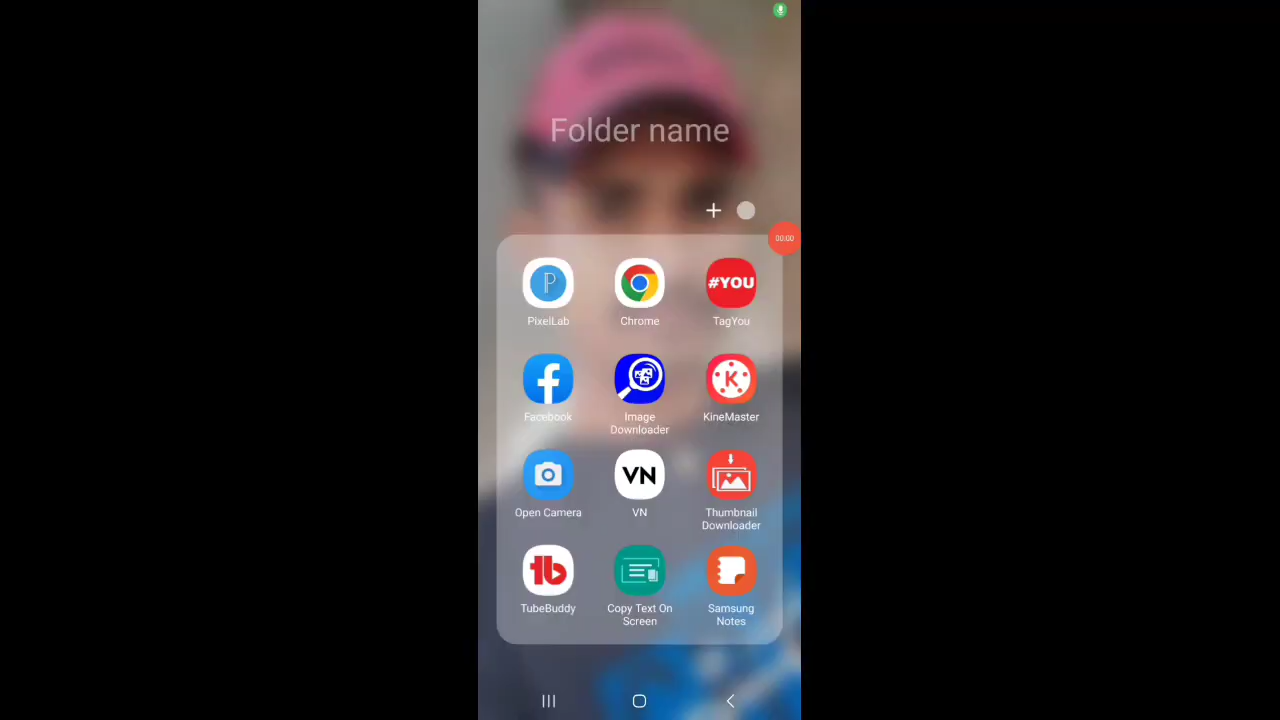 Folder name
00:00
#YOU
PixelLab
Chrome
TagYou
Facebook
Image
Downloader
KineMaster
VN
Open Camera
VN
Thumbnail
Downloader
TubeBuddy
Copy Text On
Screen
Samsung
Notes